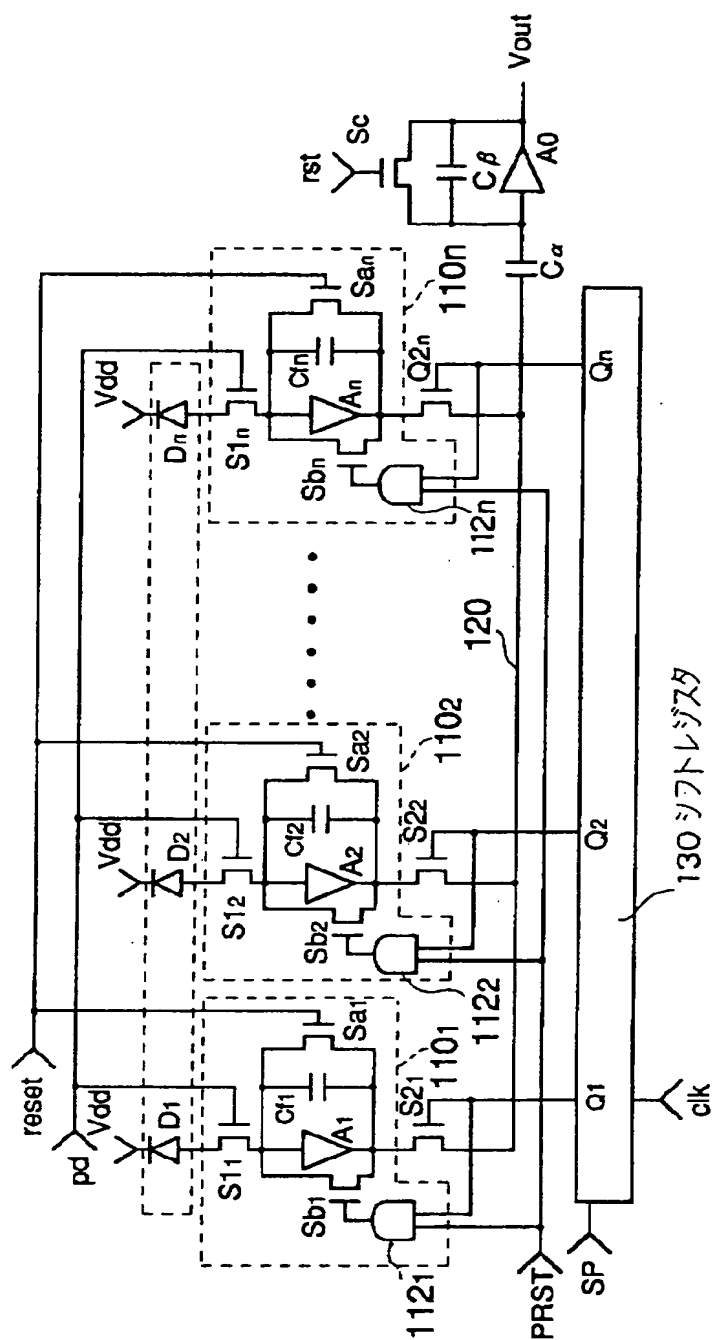 reset
pd
Vdd
D1
S11
Cf1
A1
Sa1
Sb1
S21
1101
1121
Vdd
D2
S12
Cf2
A2
Sa2
Sb2
S22
1102
1122
Vdd
Dn
S1n
Cfn
An
San
Sbn
Q2n
110n
112n
120
rst
Sc
Cβ
A0
Cα
Vout
PRST
SP
Q1
Q2
Qn
clk
130 シフトレジスタ